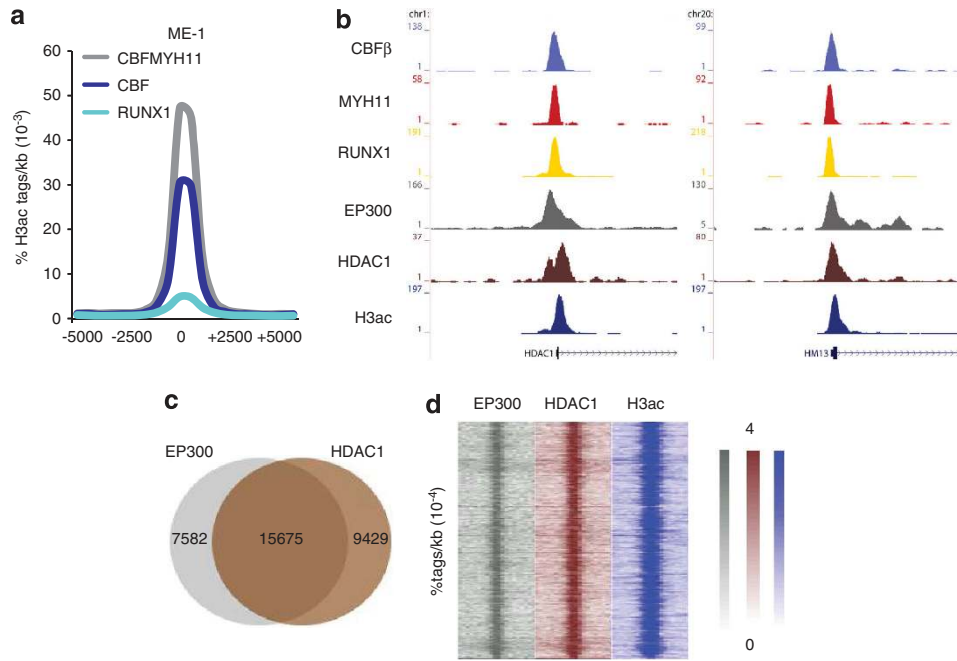 a
ME-1
CBFMYH11
CBF
RUNX1
% H3ac tags/kb (10⁻³)
60
50
40
30
20
10
0
-5000 -2500 0 +2500 +5000
b
chr1: chr20:
CBFβ 138 1 99 1
MYH11 58 1 92 1
RUNX1 191 1 218 1
EP300 166 1 130 5
HDAC1 37 1 80 1
H3ac 197 1 197 1
HDAC1 HM13
c
EP300 HDAC1
7582 15675 9429
d
EP300 HDAC1 H3ac
%tags/kb (10⁻⁴)
4
0